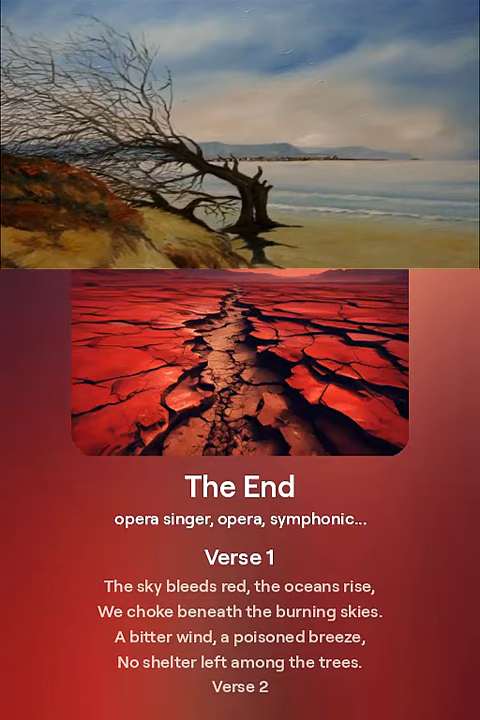 The End
opera singer, opera, symphonic...
Verse 1
The sky bleeds red, the oceans rise,
We choke beneath the burning skies.
A bitter wind, a poisoned breeze,
No shelter left among the trees.
Verse 2